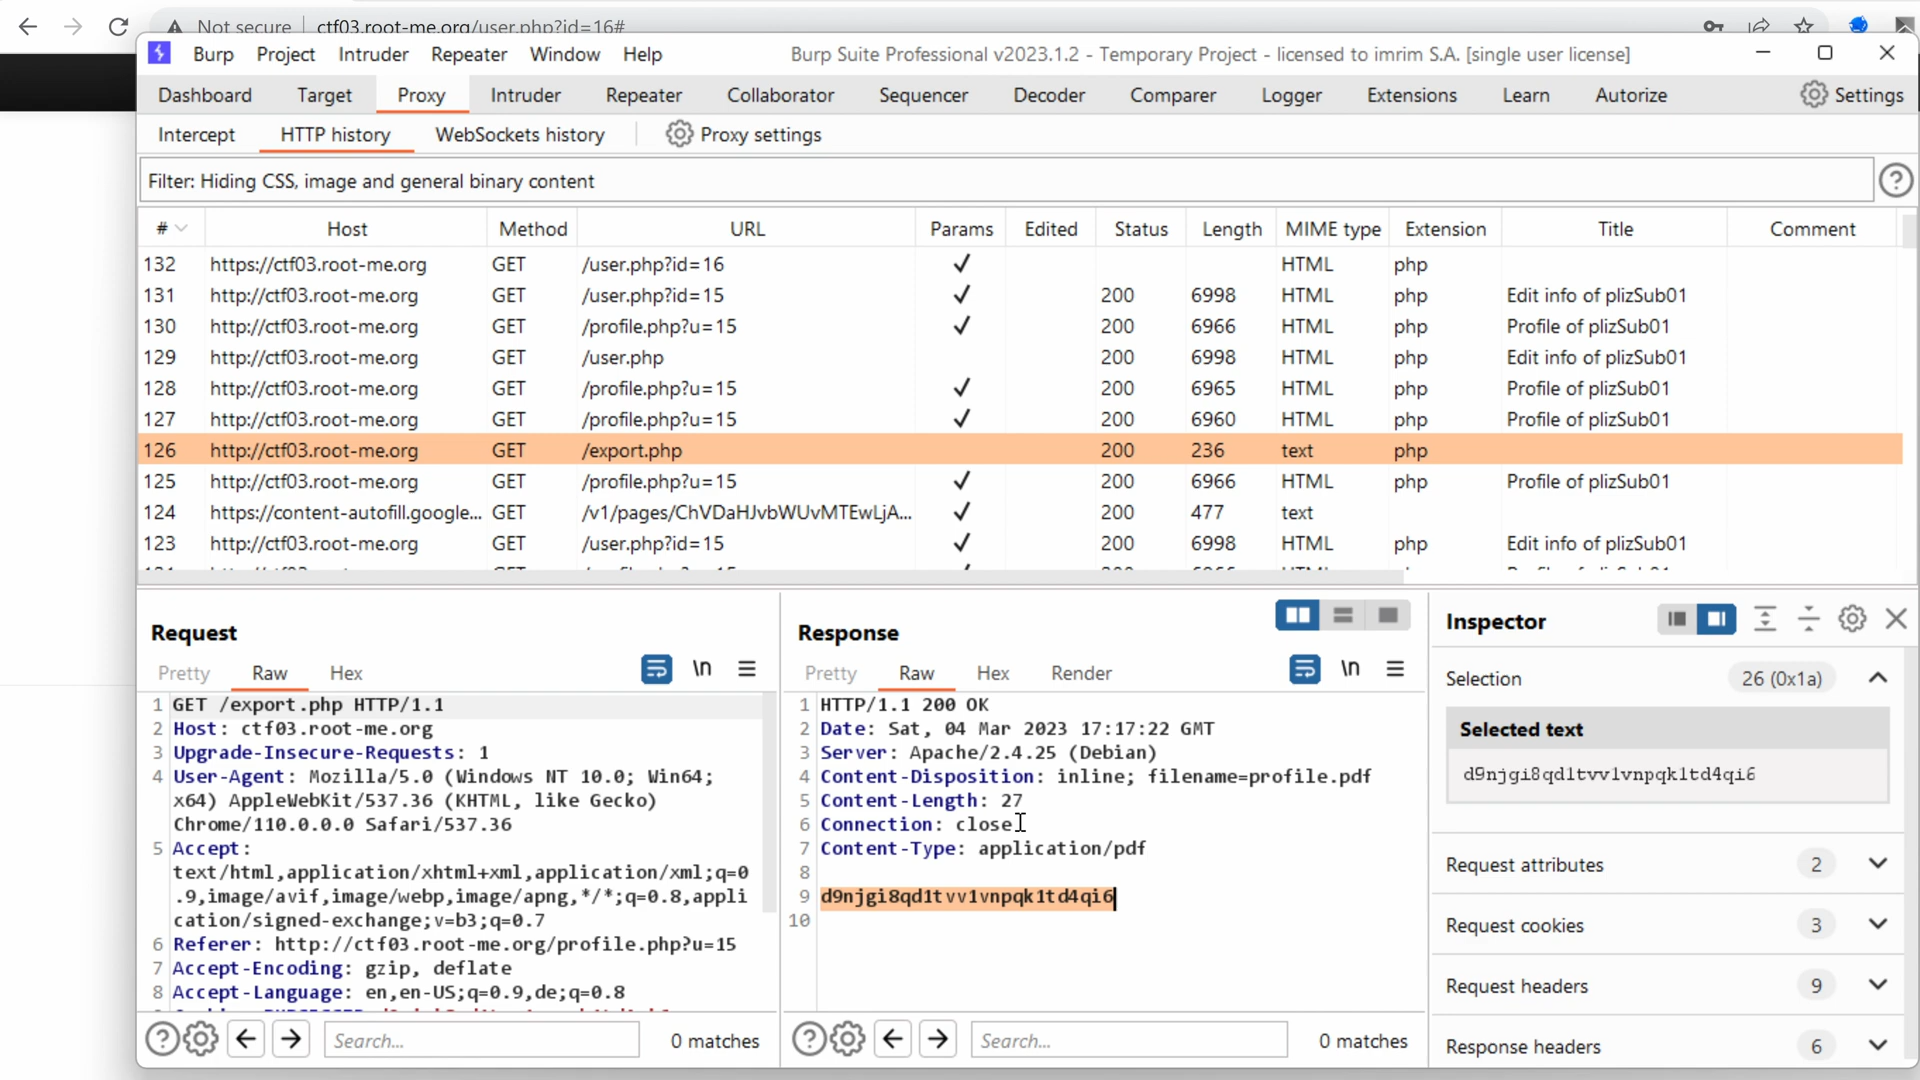 Not secure ctf03.root-me.org/user.php?id=16#
Burp Project Intruder Repeater Window Help Burp Suite Professional v2023.1.2 - Temporary Project - licensed to imrim S.A. [single user license]
Dashboard Target Proxy Intruder Repeater Collaborator Sequencer Decoder Comparer Logger Extensions Learn Autorize Settings
Intercept HTTP history WebSockets history Proxy settings
Filter: Hiding CSS, image and general binary content ?
# Host Method URL Params Edited Status Length MIME type Extension Title Comment
132 https://ctf03.root-me.org GET /user.php?id=16 ✓ HTML php
131 http://ctf03.root-me.org GET /user.php?id=15 ✓ 200 6998 HTML php Edit info of plizSub01
130 http://ctf03.root-me.org GET /profile.php?u=15 ✓ 200 6966 HTML php Profile of plizSub01
129 http://ctf03.root-me.org GET /user.php 200 6998 HTML php Edit info of plizSub01
128 http://ctf03.root-me.org GET /profile.php?u=15 ✓ 200 6965 HTML php Profile of plizSub01
127 http://ctf03.root-me.org GET /profile.php?u=15 ✓ 200 6960 HTML php Profile of plizSub01
126 http://ctf03.root-me.org GET /export.php 200 236 text php
125 http://ctf03.root-me.org GET /profile.php?u=15 ✓ 200 6966 HTML php Profile of plizSub01
124 https://content-autofill.google... GET /v1/pages/ChVDaHJvbWUvMTEwLjA... ✓ 200 477 text
123 http://ctf03.root-me.org GET /user.php?id=15 ✓ 200 6998 HTML php Edit info of plizSub01
Request
Pretty Raw Hex \n
1 GET /export.php HTTP/1.1
2 Host: ctf03.root-me.org
3 Upgrade-Insecure-Requests: 1
4 User-Agent: Mozilla/5.0 (Windows NT 10.0; Win64;
x64) AppleWebKit/537.36 (KHTML, like Gecko)
Chrome/110.0.0.0 Safari/537.36
5 Accept:
text/html,application/xhtml+xml,application/xml;q=0
.9,image/avif,image/webp,image/apng,*/*;q=0.8,appli
cation/signed-exchange;v=b3;q=0.7
6 Referer: http://ctf03.root-me.org/profile.php?u=15
7 Accept-Encoding: gzip, deflate
8 Accept-Language: en,en-US;q=0.9,de;q=0.8
? Search... 0 matches
Response
Pretty Raw Hex Render \n
1 HTTP/1.1 200 OK
2 Date: Sat, 04 Mar 2023 17:17:22 GMT
3 Server: Apache/2.4.25 (Debian)
4 Content-Disposition: inline; filename=profile.pdf
5 Content-Length: 27
6 Connection: close
7 Content-Type: application/pdf
8
9 d9njgi8qd1tvv1vnpqk1td4qi6
10
? Search... 0 matches
Inspector
Selection 26 (0x1a)
Selected text
d9njgi8qd1tvv1vnpqk1td4qi6
Request attributes 2
Request cookies 3
Request headers 9
Response headers 6